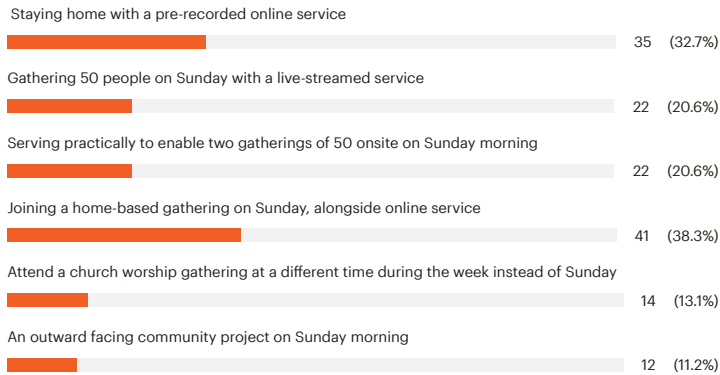 Staying home with a pre-recorded online service
35 (32.7%)
Gathering 50 people on Sunday with a live-streamed service
22 (20.6%)
Serving practically to enable two gatherings of 50 onsite on Sunday morning
22 (20.6%)
Joining a home-based gathering on Sunday, alongside online service
41 (38.3%)
Attend a church worship gathering at a different time during the week instead of Sunday
14 (13.1%)
An outward facing community project on Sunday morning
12 (11.2%)